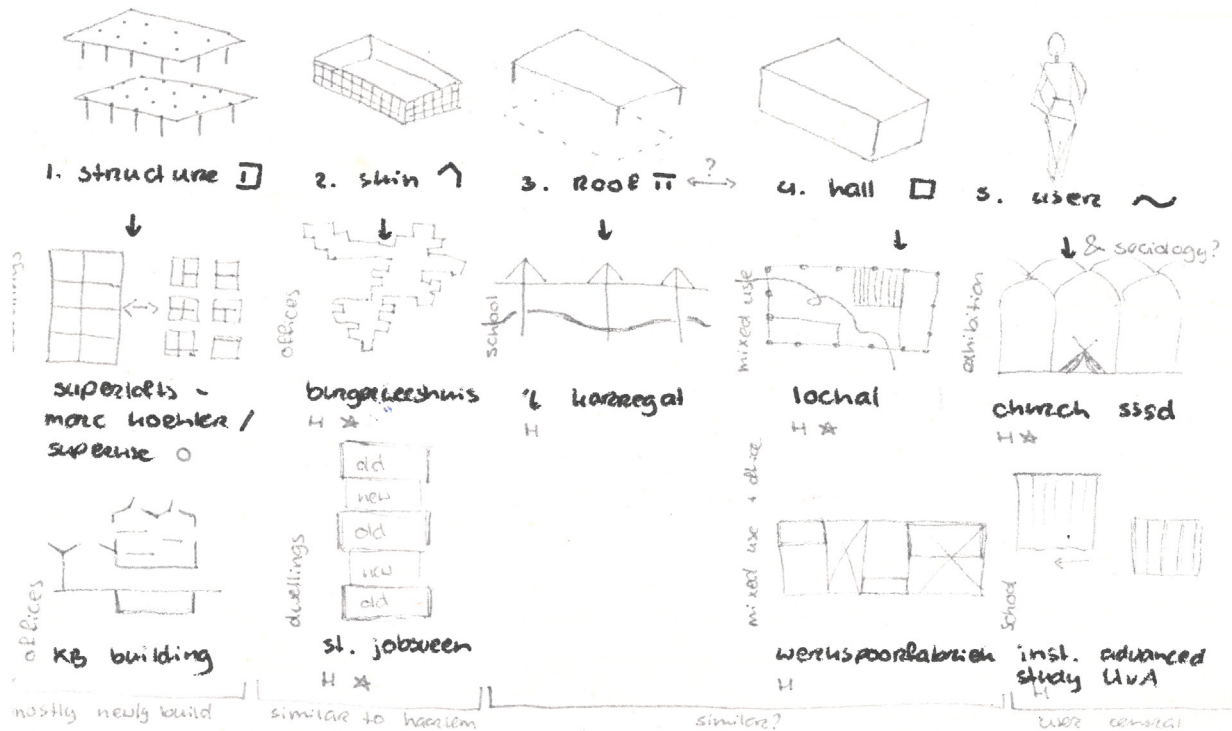 1. structure
2. skin
3. Roof
?
4. hall
5. user
& sociology?
offices
school
mixed use
exhibition
superlofts -
marc koehler /
superuse
burgerweeshuis
H
't karregat
H
lochal
H
church sssd
H
old
new
old
new
old
offices
dwellings
mixed use + office
school
KB building
st. jobsveen
H
werkspoorfabriek
H
inst. advanced
study UvA
H
mostly newly build
similar to haarlem
similar?
user central